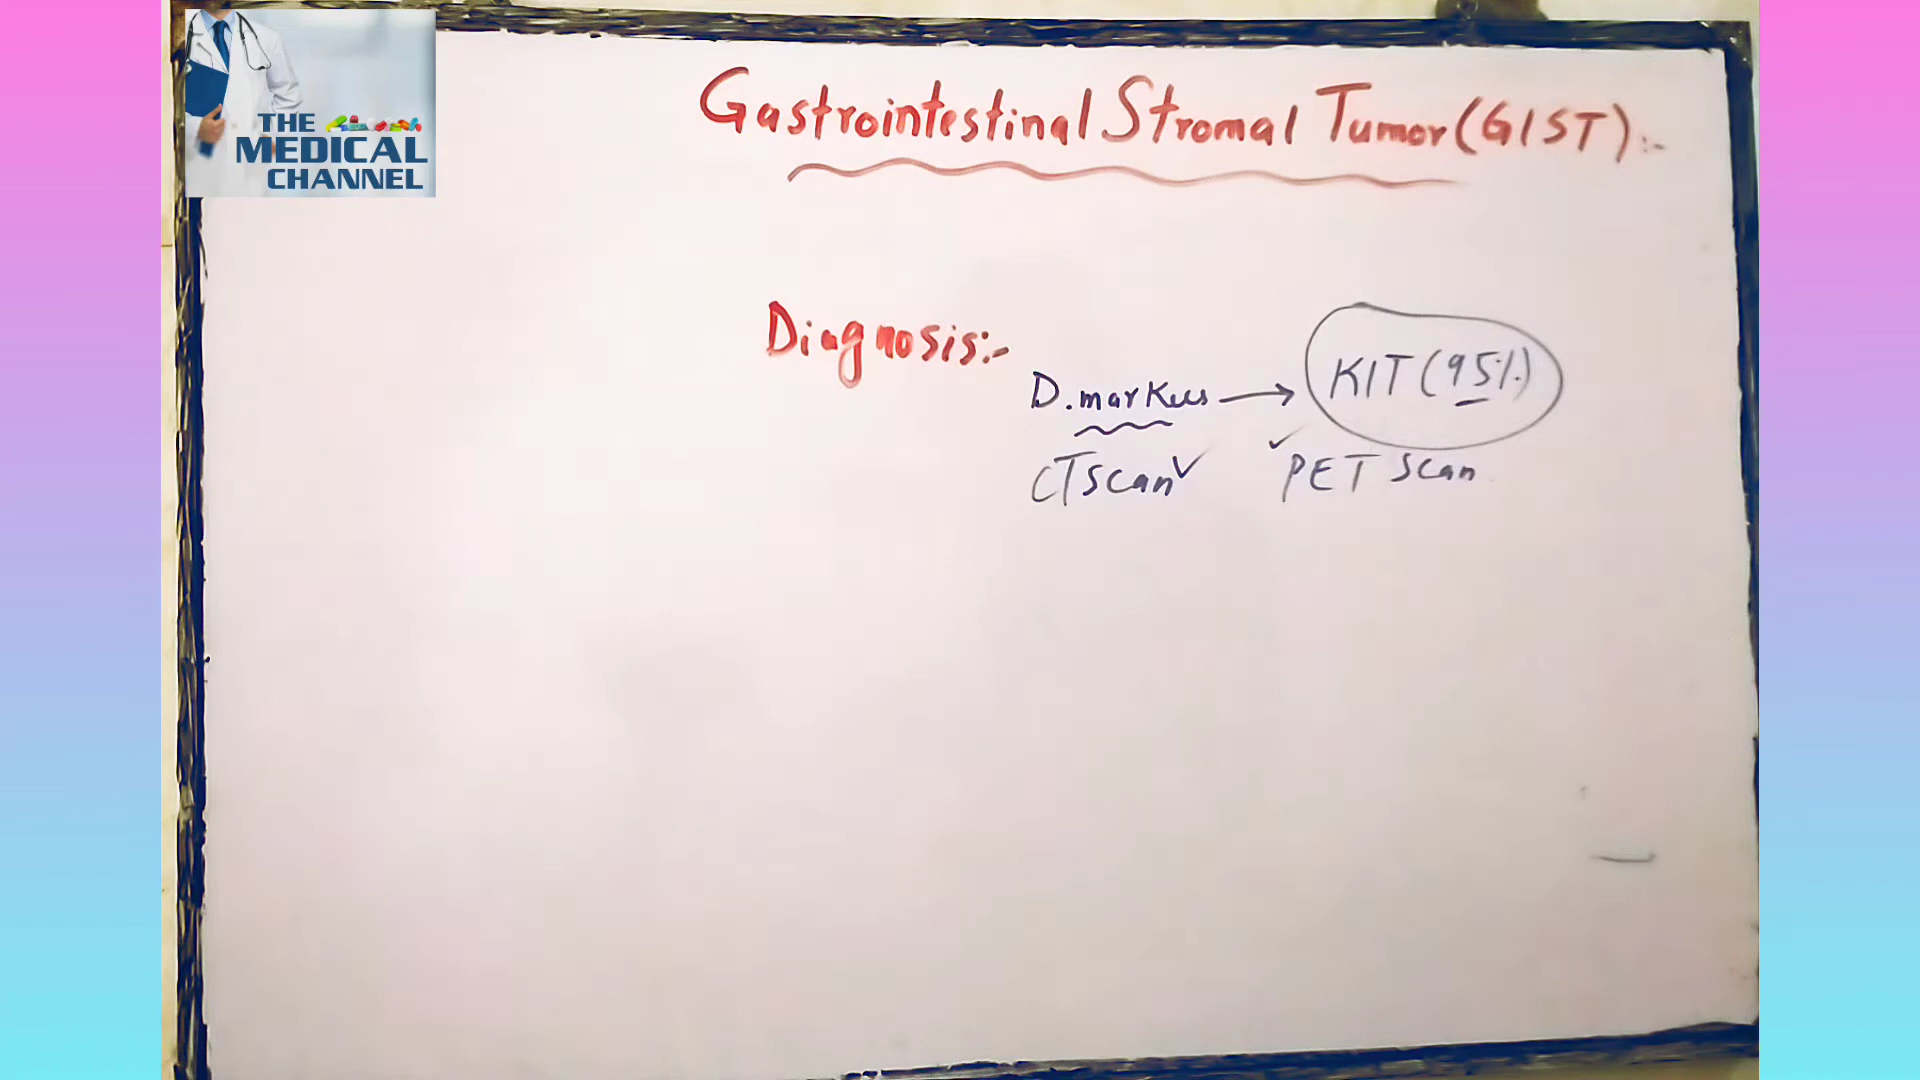 THE
MEDICAL
CHANNEL
Gastrointestinal Stromal Tumor (GIST):-
Diagnosis:-
D. markers → KIT (95%)
CT Scan ✓ ✓ PET Scan